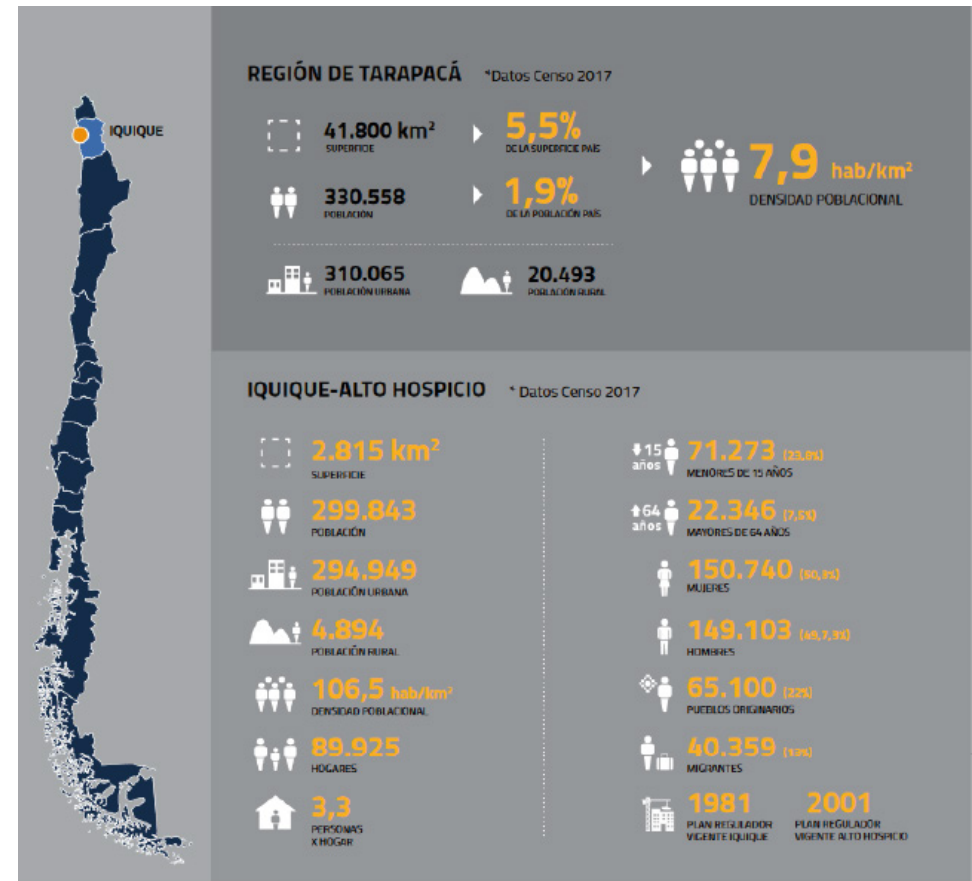 IQUIQUE
REGIÓN DE TARAPACÁ *Datos Censo 2017
41.800 km²
SUPERFICIE
5,5%
DE LA SUPERFICIE PAÍS
330.558
POBLACIÓN
1,9%
DE LA POBLACIÓN PAÍS
7,9 hab/km²
DENSIDAD POBLACIONAL
310.065
POBLACIÓN URBANA
20.493
POBLACIÓN RURAL
IQUIQUE-ALTO HOSPICIO * Datos Censo 2017
2.815 km²
SUPERFICIE
299.843
POBLACIÓN
294.949
POBLACIÓN URBANA
4.894
POBLACIÓN RURAL
106,5 hab/km²
DENSIDAD POBLACIONAL
89.925
HOGARES
3,3
PERSONAS
X HOGAR
15
años
71.273 (23,8%)
MENORES DE 15 AÑOS
64
años
22.346 (7,5%)
MAYORES DE 64 AÑOS
150.740 (50,3%)
MUJERES
149.103
HOMBRES
65.100 (22%)
PUEBLOS ORIGINARIOS
40.359 (13%)
MIGRANTES
1981
PLAN REGULADOR
VIGENTE IQUIQUE
2001
PLAN REGULADOR
VIGENTE ALTO HOSPICIO